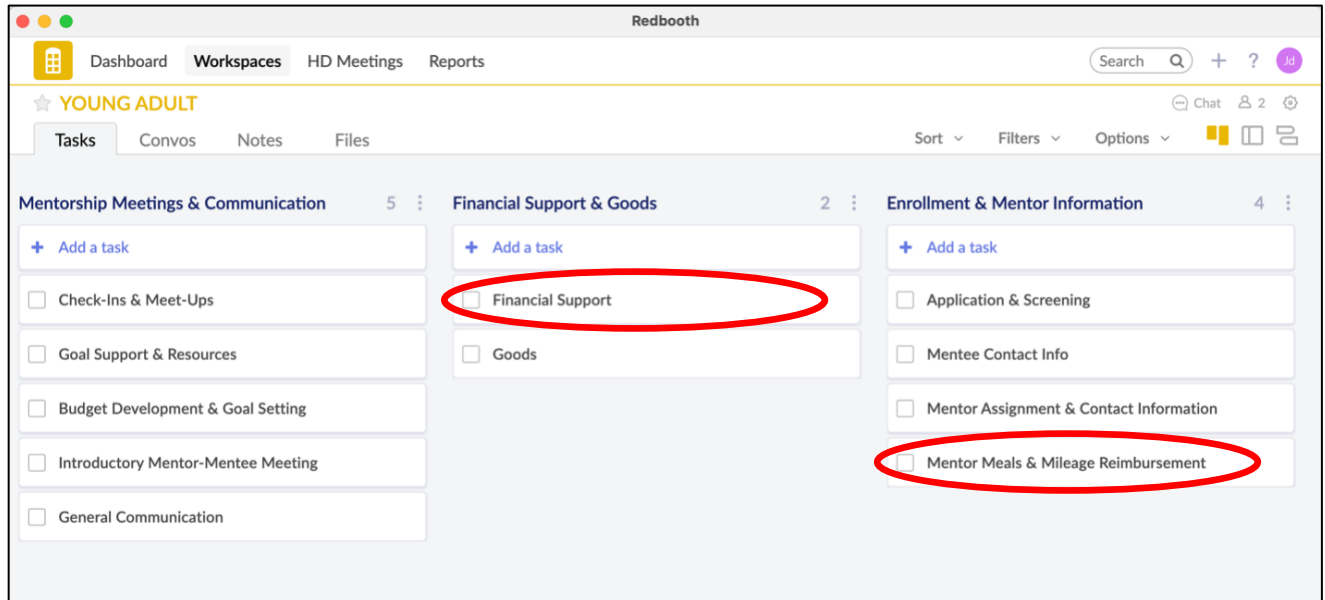 Redbooth
Dashboard Workspaces HD Meetings Reports Search + ? Jd
YOUNG ADULT Chat 2
Tasks Convos Notes Files Sort Filters Options
Mentorship Meetings & Communication 5
+ Add a task
Check-Ins & Meet-Ups
Goal Support & Resources
Budget Development & Goal Setting
Introductory Mentor-Mentee Meeting
General Communication
Financial Support & Goods 2
+ Add a task
Financial Support
Goods
Enrollment & Mentor Information 4
+ Add a task
Application & Screening
Mentee Contact Info
Mentor Assignment & Contact Information
Mentor Meals & Mileage Reimbursement